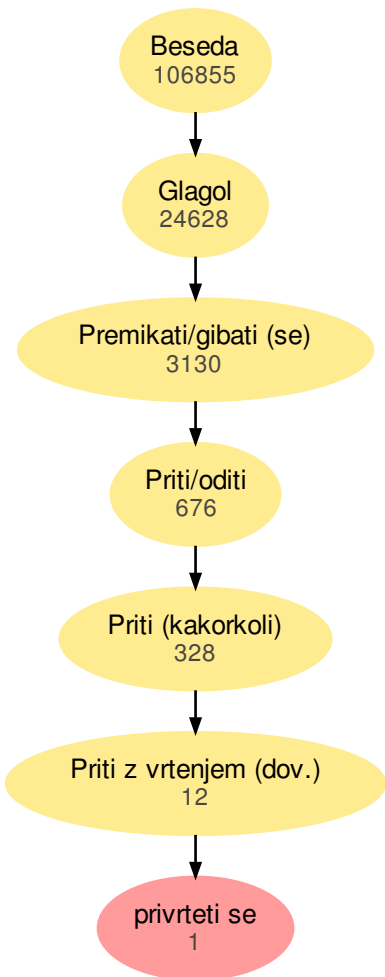 Beseda
106855
Glagol
24628
Premikati/gibati (se)
3130
Priti/oditi
676
Priti (kakorkoli)
328
Priti z vrtenjem (dov.)
12
privrteti se
1